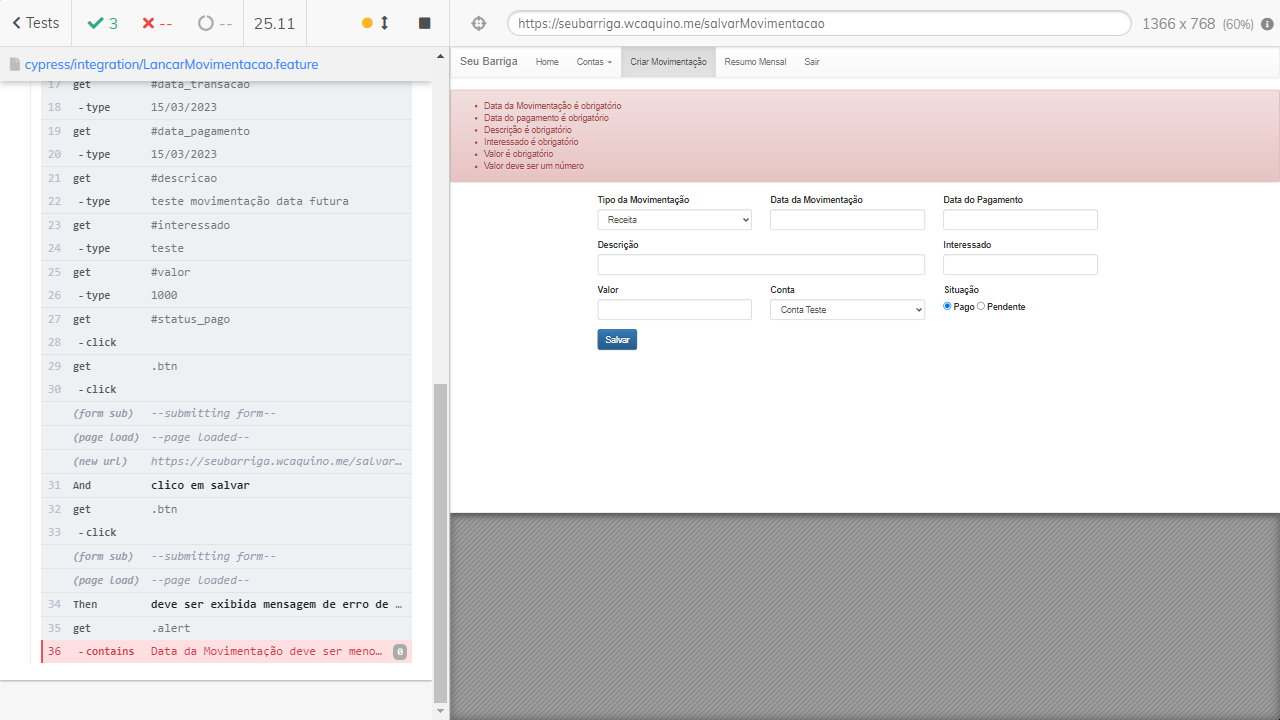 Tests
3
--
--
25.11
https://seubarriga.wcaquino.me/salvarMovimentacao
1366 x 768 (60%)
cypress/integration/LancarMovimentacao.feature
17 get #data_transacao
18 -type 15/03/2023
19 get #data_pagamento
20 -type 15/03/2023
21 get #descricao
22 -type teste movimentação data futura
23 get #interessado
24 -type teste
25 get #valor
26 -type 1000
27 get #status_pago
28 -click
29 get .btn
30 -click
(form sub) --submitting form--
(page load) --page loaded--
(new url) https://seubarriga.wcaquino.me/salvar…
31 And clico em salvar
32 get .btn
33 -click
(form sub) --submitting form--
(page load) --page loaded--
34 Then deve ser exibida mensagem de erro de …
35 get .alert
36 -contains Data da Movimentação deve ser meno… 0
Seu Barriga Home Contas Criar Movimentação Resumo Mensal Sair
• Data da Movimentação é obrigatório
• Data do pagamento é obrigatório
• Descrição é obrigatório
• Interessado é obrigatório
• Valor é obrigatório
• Valor deve ser um número
Tipo da Movimentação Data da Movimentação Data do Pagamento
Receita
Descrição Interessado
Valor Conta Situação
Conta Teste Pago Pendente
Salvar